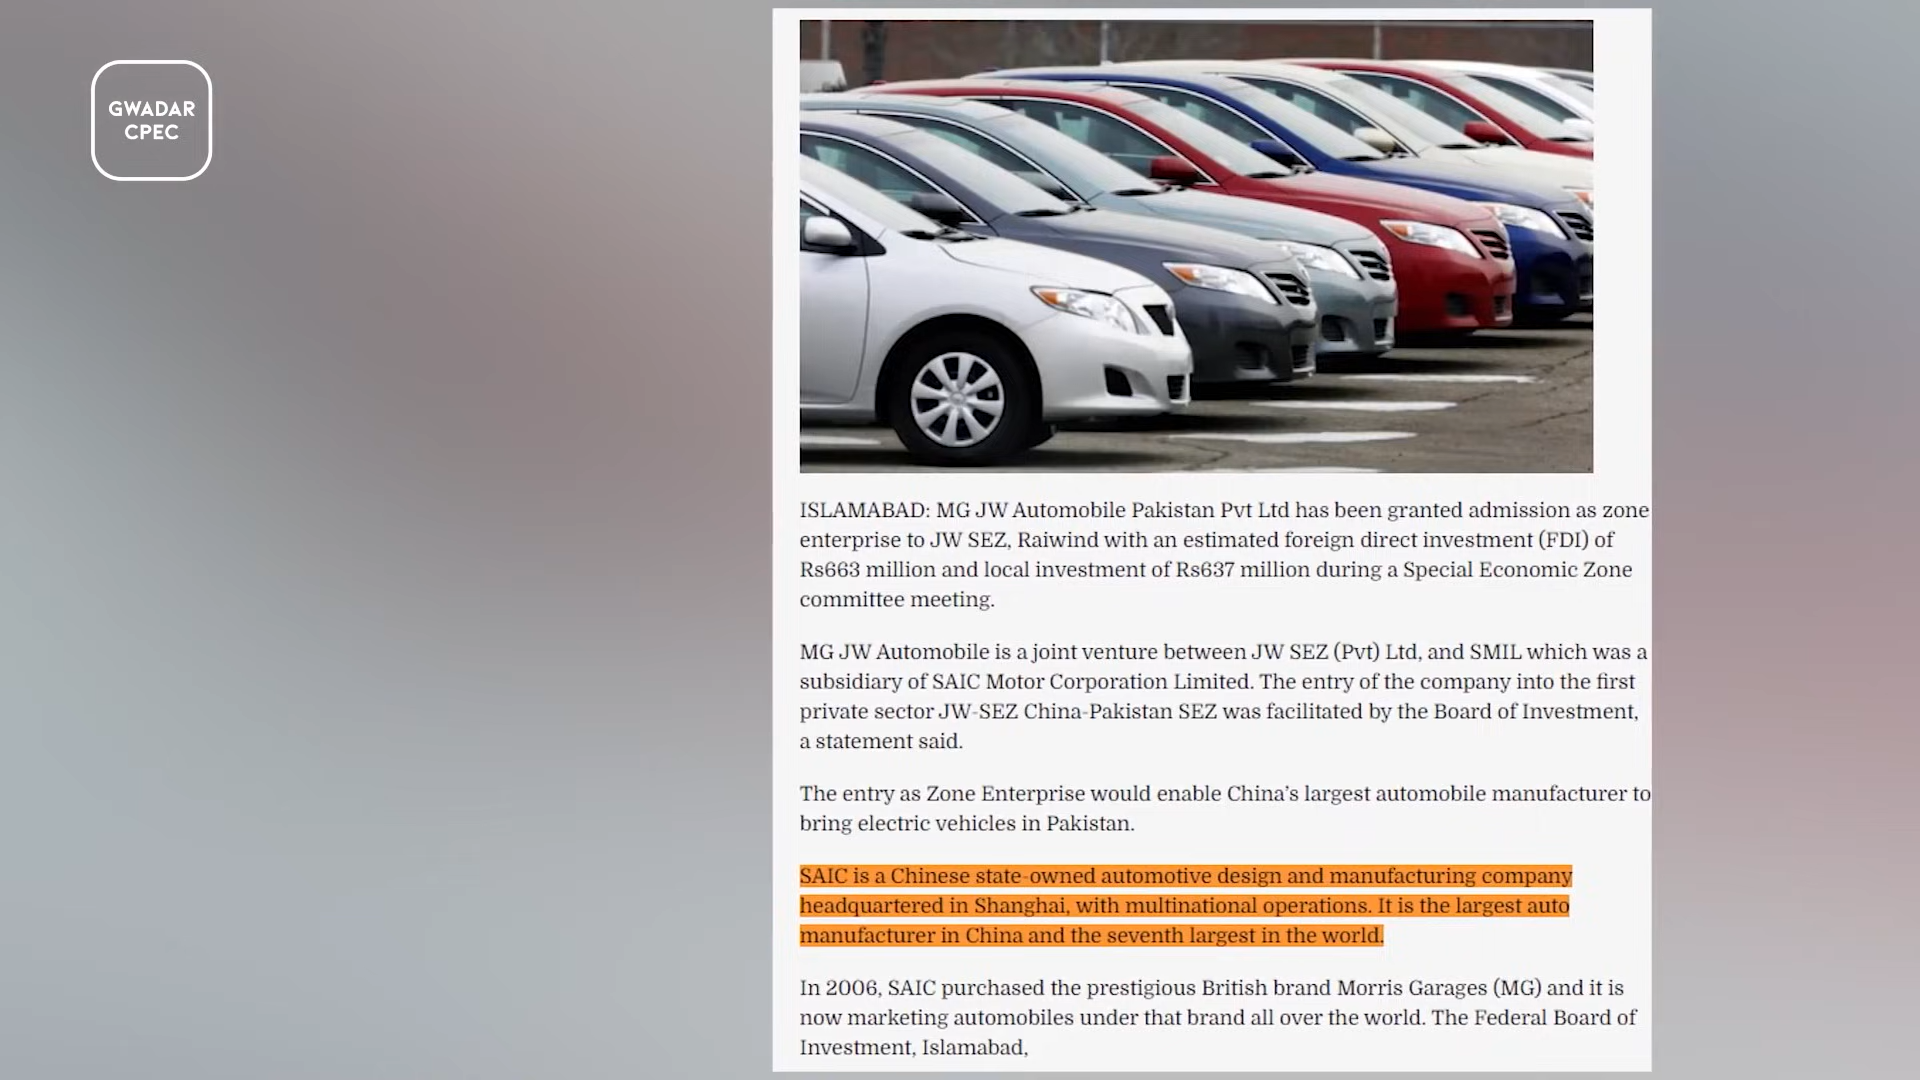 GWADAR
CPEC
ISLAMABAD: MG JW Automobile Pakistan Pvt Ltd has been granted admission as zone
enterprise to JW SEZ, Raiwind with an estimated foreign direct investment (FDI) of
Rs663 million and local investment of Rs637 million during a Special Economic Zone
committee meeting.
MG JW Automobile is a joint venture between JW SEZ (Pvt) Ltd, and SMIL which was a
subsidiary of SAIC Motor Corporation Limited. The entry of the company into the first
private sector JW-SEZ China-Pakistan SEZ was facilitated by the Board of Investment,
a statement said.
The entry as Zone Enterprise would enable China’s largest automobile manufacturer to
bring electric vehicles in Pakistan.
SAIC is a Chinese state-owned automotive design and manufacturing company
headquartered in Shanghai, with multinational operations. It is the largest auto
manufacturer in China and the seventh largest in the world.
In 2006, SAIC purchased the prestigious British brand Morris Garages (MG) and it is
now marketing automobiles under that brand all over the world. The Federal Board of
Investment, Islamabad,